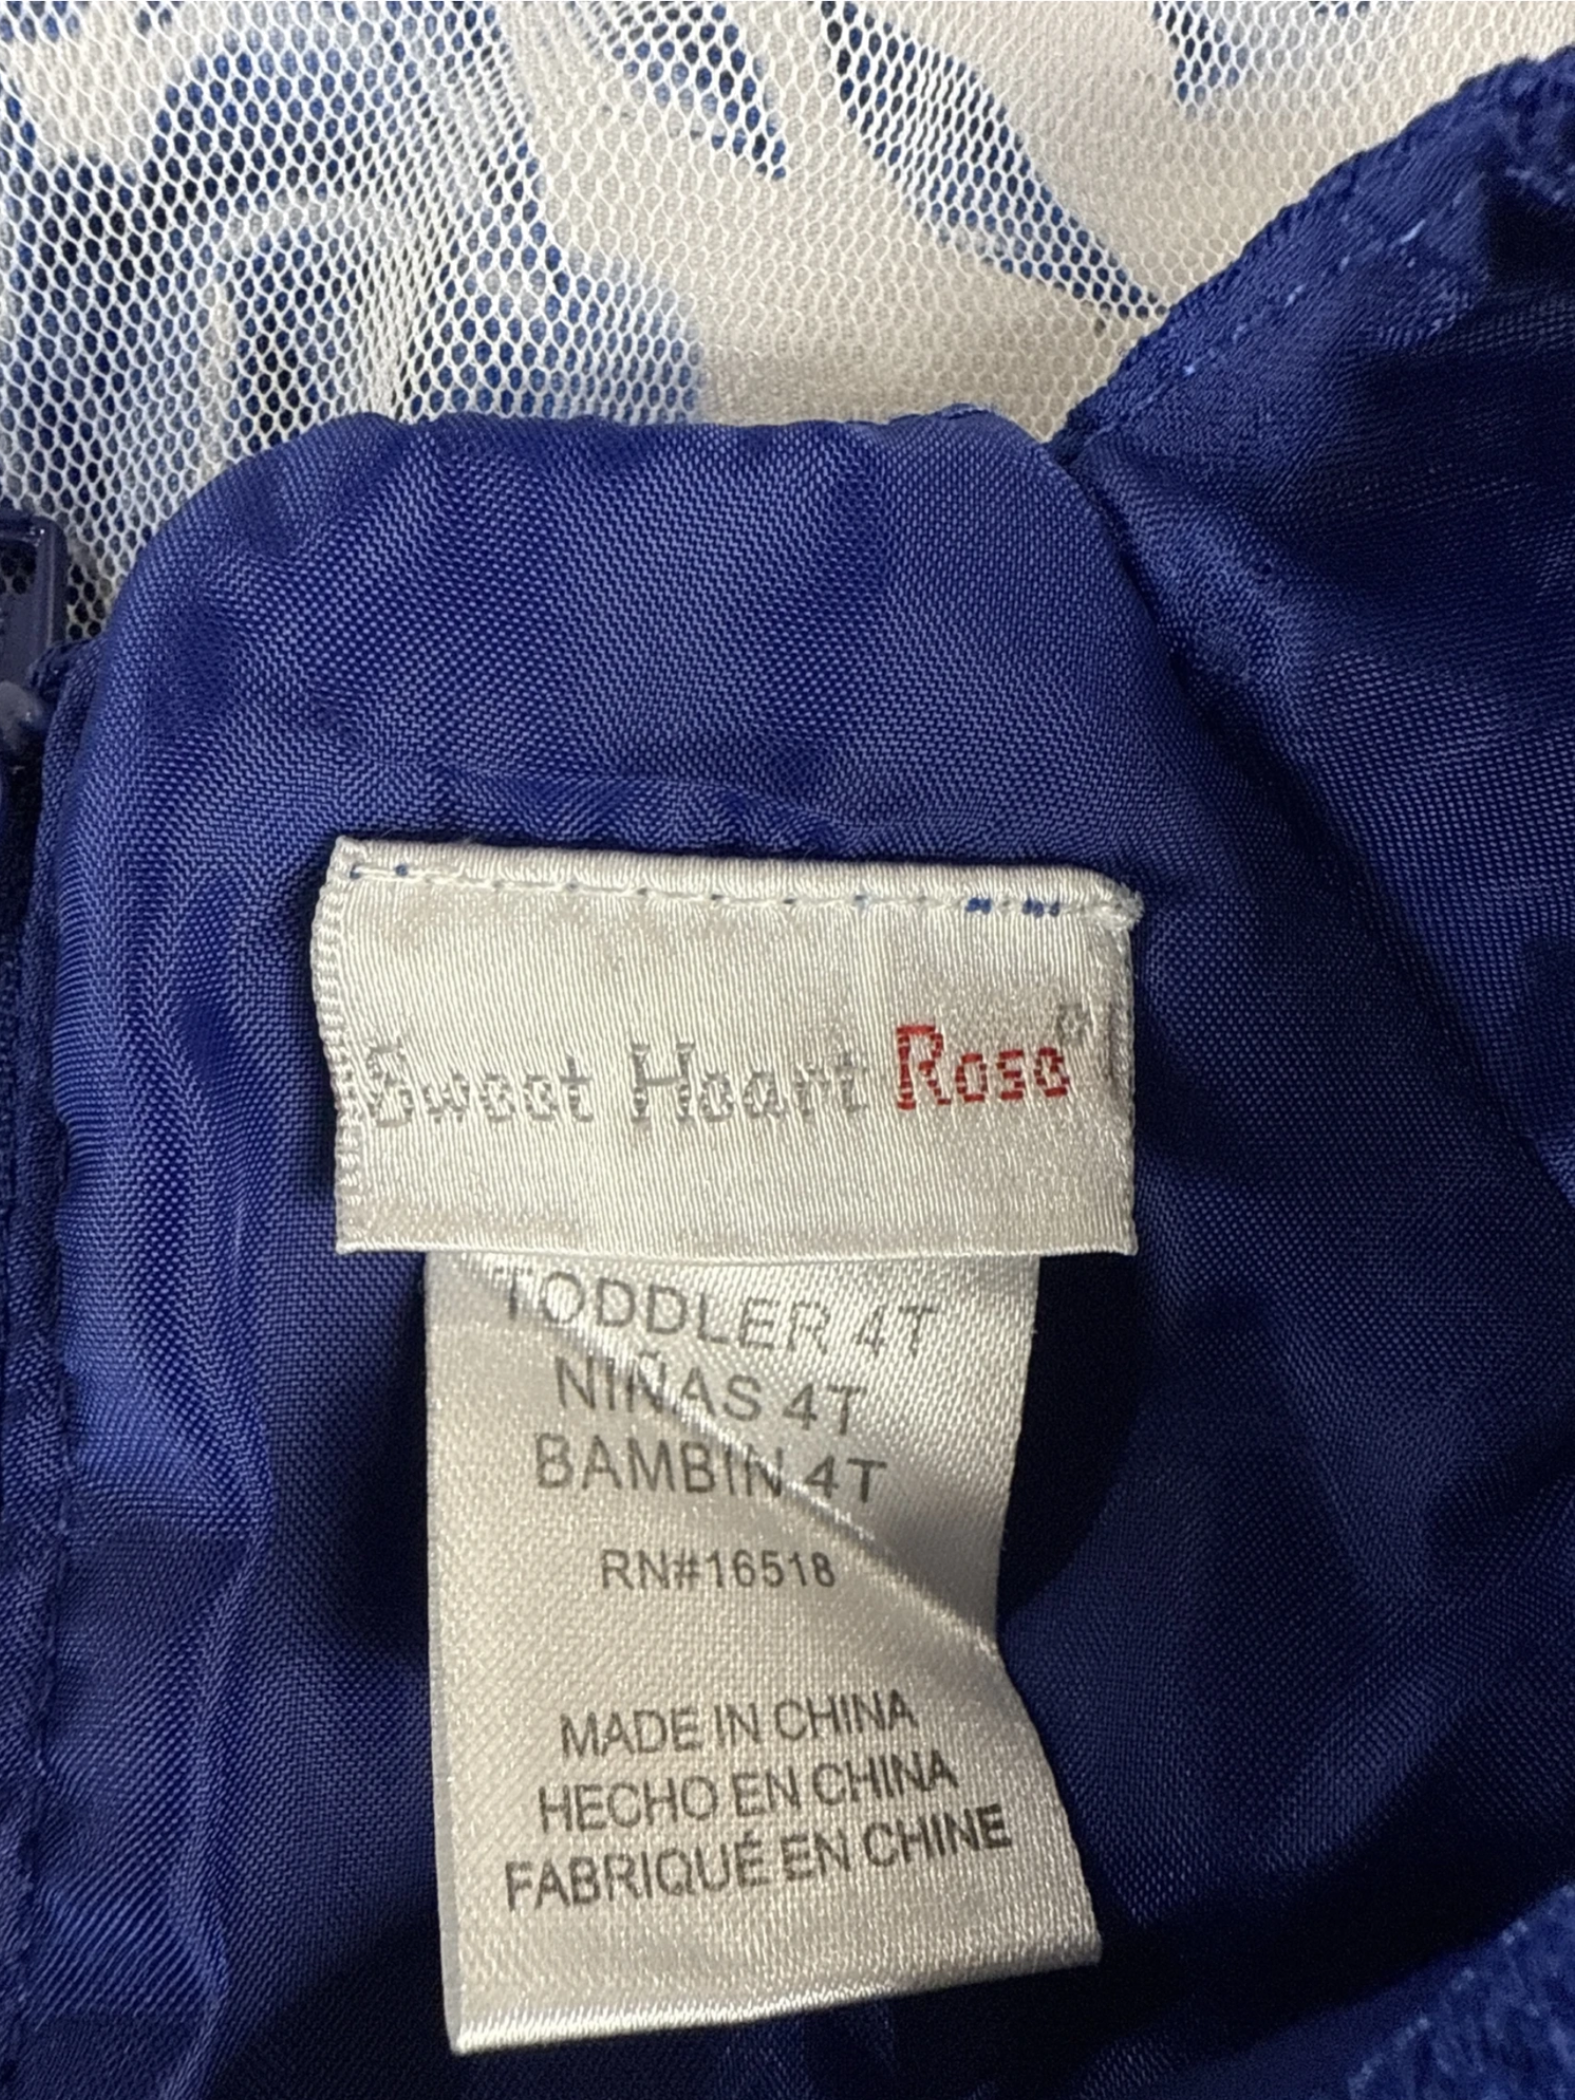 Sweet Heart Rose®
TODDLER 4T
NIÑAS 4T
BAMBIN 4T
RN#16518
MADE IN CHINA
HECHO EN CHINA
FABRIQUÉ EN CHINE